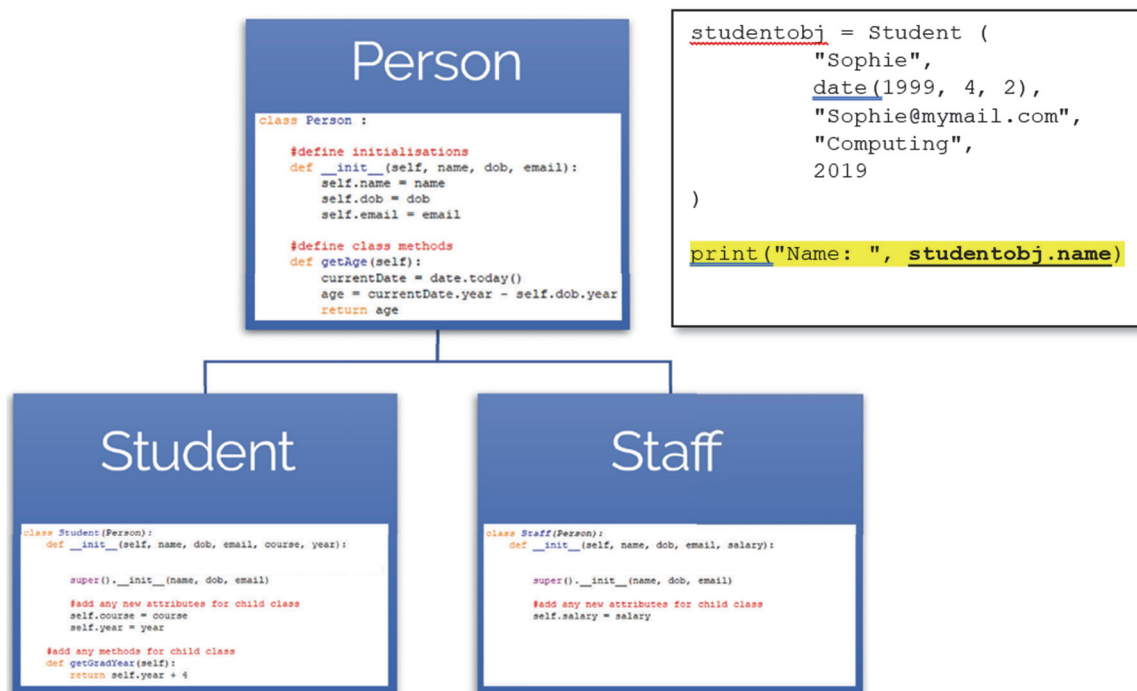 Person
class Person :
#define initialisations
def __init__(self, name, dob, email):
self.name = name
self.dob = dob
self.email = email
#define class methods
def getAge(self):
currentDate = date.today()
age = currentDate.year - self.dob.year
return age
studentobj = Student (
"Sophie",
date(1999, 4, 2),
"Sophie@mymail.com",
"Computing",
2019
)
print("Name: ", studentobj.name)
Student
class Student(Person):
def __init__(self, name, dob, email, course, year):
super().__init__(name, dob, email)
#add any new attributes for child class
self.course = course
self.year = year
#add any methods for child class
def getGradYear(self):
return self.year + 4
Staff
class Staff(Person):
def __init__(self, name, dob, email, salary):
super().__init__(name, dob, email)
#add any new attributes for child class
self.salary = salary